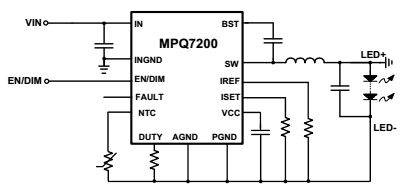 VIN
IN
BST
MPQ7200
INGND
SW
LED+
EN/DIM
EN/DIM
IREF
FAULT
ISET
NTC
VCC
LED-
DUTY
AGND
PGND